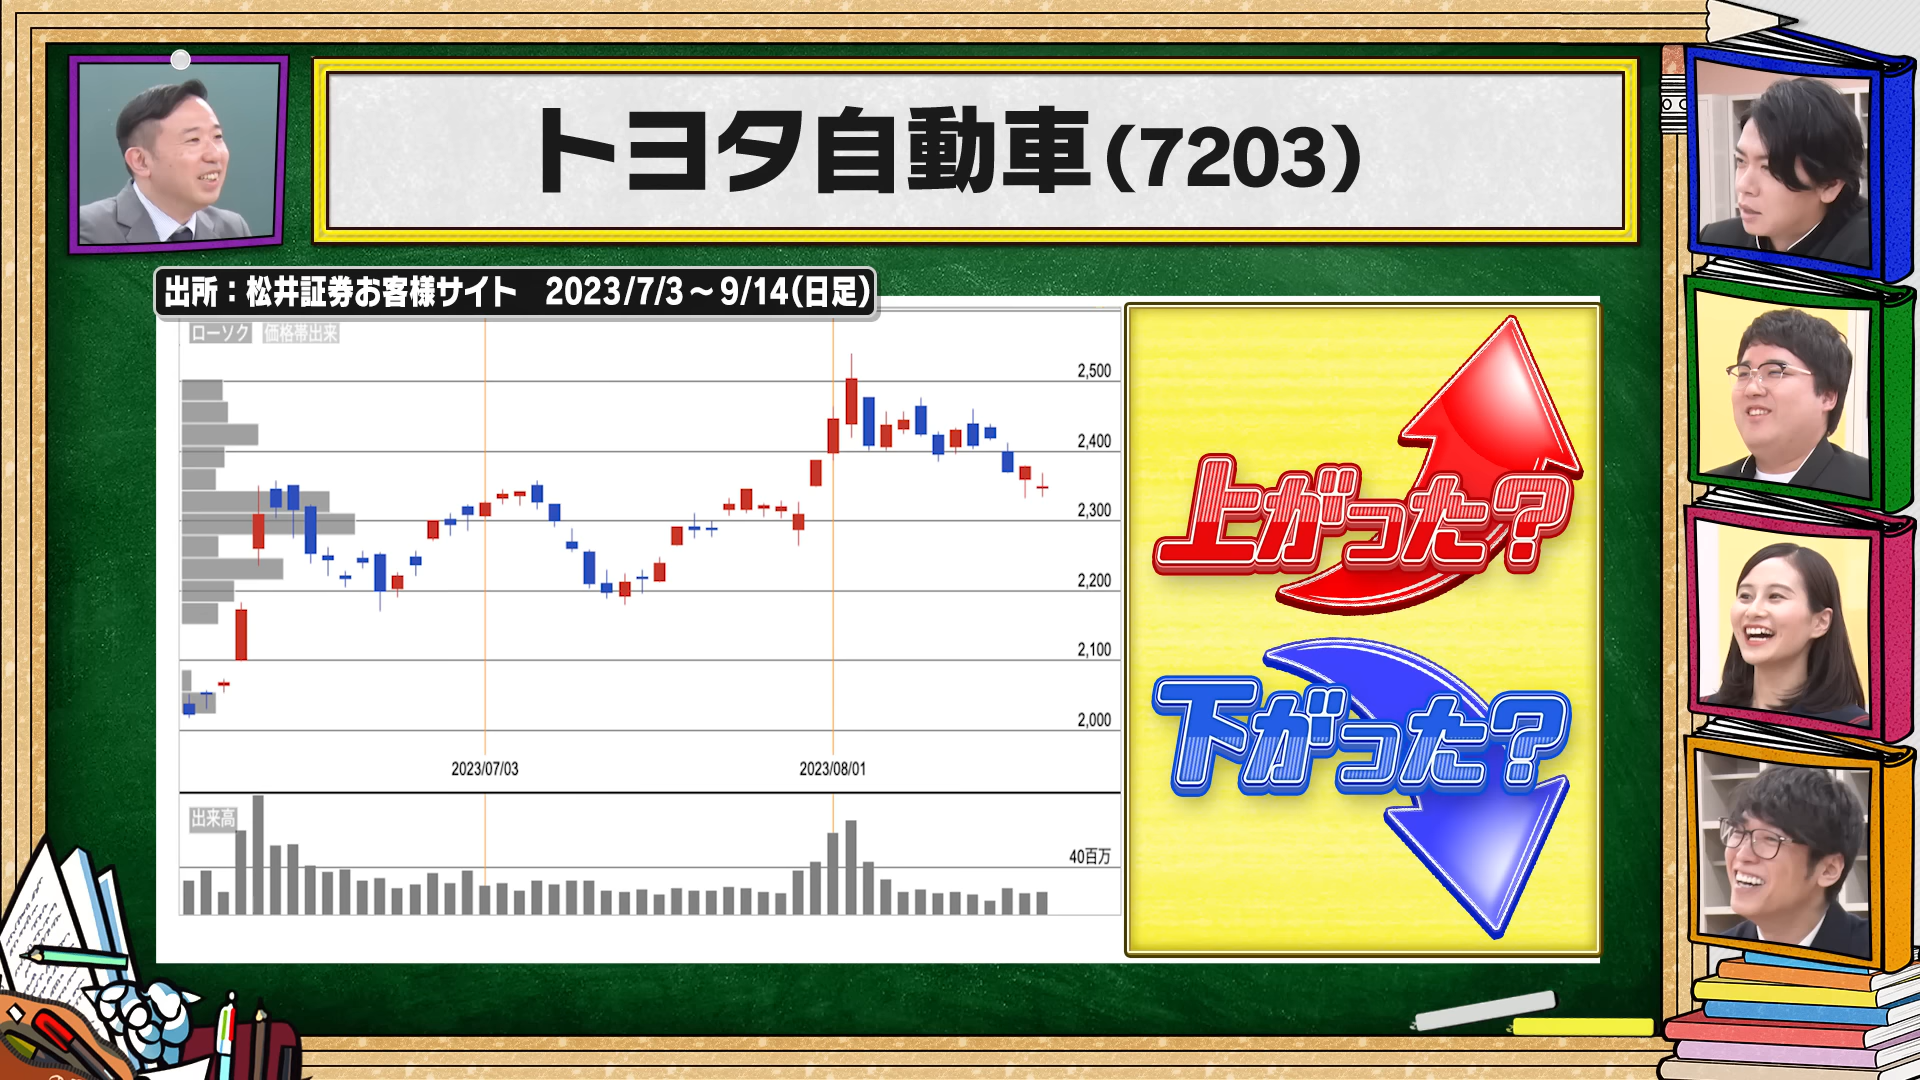 トヨタ自動車(7203)
出所:松井証券お客様サイト 2023/7/3~9/14(日足)
ローソク 価格帯出来
2,500
2,400
2,300
2,200
2,100
2,000
2023/07/03 2023/08/01
出来高
40百万
上がった?
下がった?